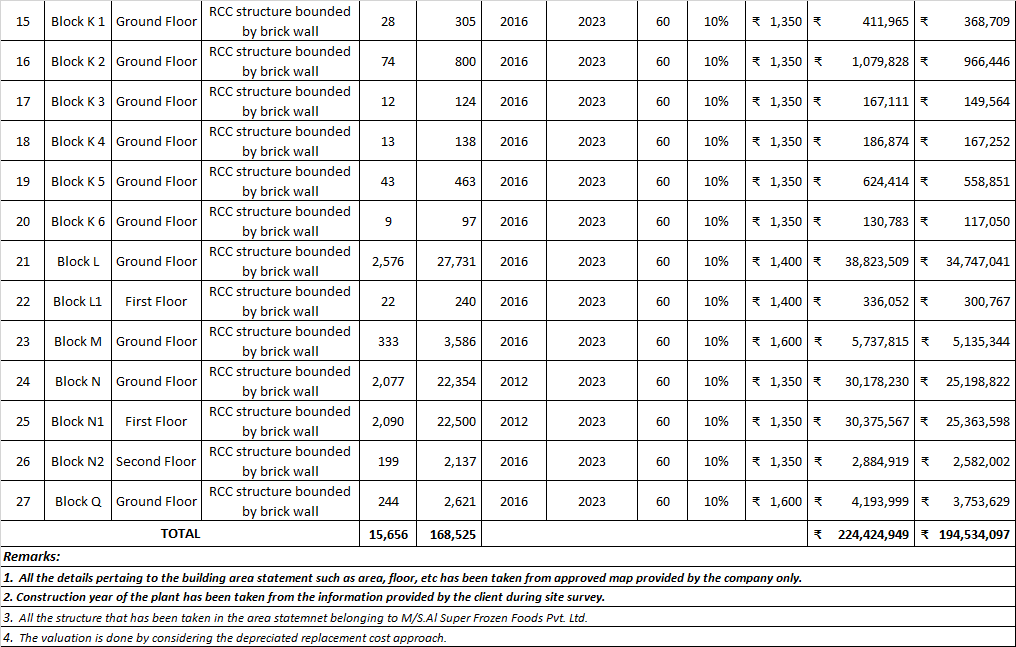 15 Block K 1 Ground Floor RCC structure bounded by brick wall 28 305 2016 2023 60 10% ₹ 1,350 ₹ 411,965 ₹ 368,709
16 Block K 2 Ground Floor RCC structure bounded by brick wall 74 800 2016 2023 60 10% ₹ 1,350 ₹ 1,079,828 ₹ 966,446
17 Block K 3 Ground Floor RCC structure bounded by brick wall 12 124 2016 2023 60 10% ₹ 1,350 ₹ 167,111 ₹ 149,564
18 Block K 4 Ground Floor RCC structure bounded by brick wall 13 138 2016 2023 60 10% ₹ 1,350 ₹ 186,874 ₹ 167,252
19 Block K 5 Ground Floor RCC structure bounded by brick wall 43 463 2016 2023 60 10% ₹ 1,350 ₹ 624,414 ₹ 558,851
20 Block K 6 Ground Floor RCC structure bounded by brick wall 9 97 2016 2023 60 10% ₹ 1,350 ₹ 130,783 ₹ 117,050
21 Block L Ground Floor RCC structure bounded by brick wall 2,576 27,731 2016 2023 60 10% ₹ 1,400 ₹ 38,823,509 ₹ 34,747,041
22 Block L1 First Floor RCC structure bounded by brick wall 22 240 2016 2023 60 10% ₹ 1,400 ₹ 336,052 ₹ 300,767
23 Block M Ground Floor RCC structure bounded by brick wall 333 3,586 2016 2023 60 10% ₹ 1,600 ₹ 5,737,815 ₹ 5,135,344
24 Block N Ground Floor RCC structure bounded by brick wall 2,077 22,354 2012 2023 60 10% ₹ 1,350 ₹ 30,178,230 ₹ 25,198,822
25 Block N1 First Floor RCC structure bounded by brick wall 2,090 22,500 2012 2023 60 10% ₹ 1,350 ₹ 30,375,567 ₹ 25,363,598
26 Block N2 Second Floor RCC structure bounded by brick wall 199 2,137 2016 2023 60 10% ₹ 1,350 ₹ 2,884,919 ₹ 2,582,002
27 Block Q Ground Floor RCC structure bounded by brick wall 244 2,621 2016 2023 60 10% ₹ 1,600 ₹ 4,193,999 ₹ 3,753,629
TOTAL 15,656 168,525 ₹ 224,424,949 ₹ 194,534,097
Remarks:
1. All the details pertaining to the building area statement such as area, floor, etc has been taken from approved map provided by the company only.
2. Construction year of the plant has been taken from the information provided by the client during site survey.
3. All the structure that has been taken in the area statemnet belonging to M/S.Al Super Frozen Foods Pvt. Ltd.
4. The valuation is done by considering the depreciated replacement cost approach.